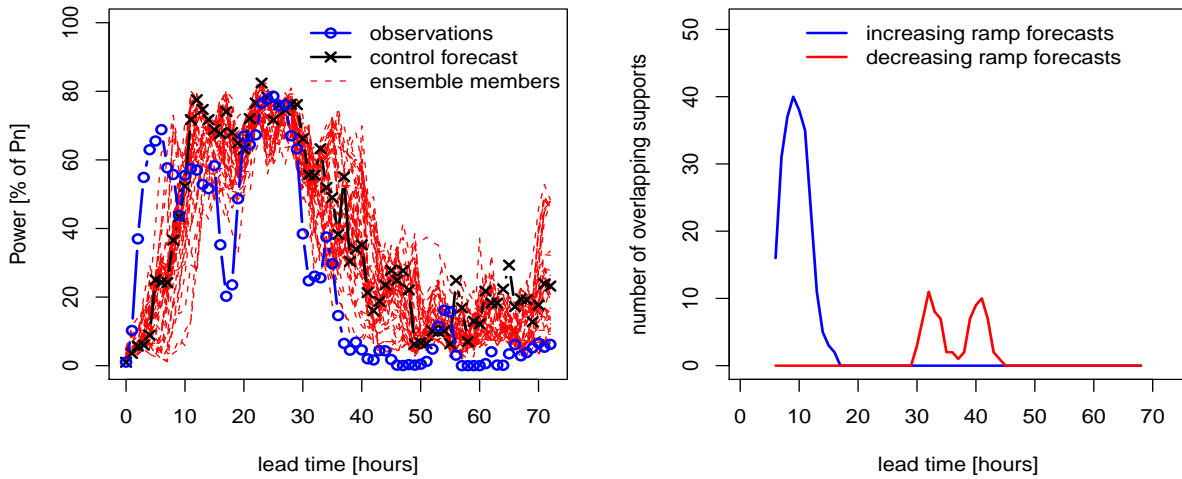 Power [% of Pn]
100
80
60
40
20
0
observations
control forecast
ensemble members
0 10 20 30 40 50 60 70
lead time [hours]
number of overlapping supports
50
40
30
20
10
0
increasing ramp forecasts
decreasing ramp forecasts
0 10 20 30 40 50 60 70
lead time [hours]